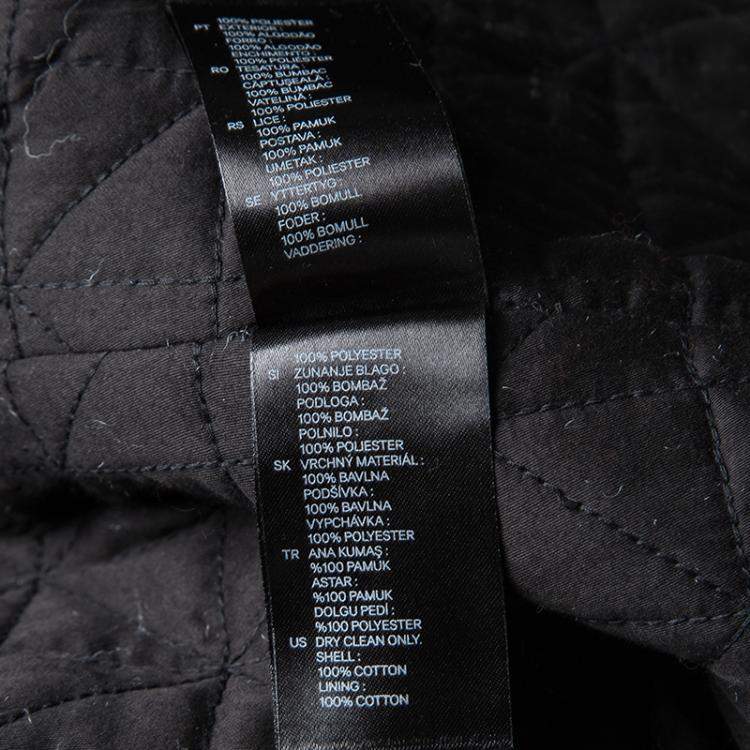 100% POLIESTER
PT EXTERIOR :
100% ALGODÃO
FORRO :
100% ALGODÃO
ENCHIMENTO :
100% POLIÉSTER
RO TESATURA :
100% BUMBAC
CĂPTUŞEALĂ :
100% BUMBAC
VATELINĂ :
100% POLIESTER
RS LICE :
100% PAMUK
POSTAVA :
100% PAMUK
UMETAK :
100% POLIESTER
SE YTTERTYG :
100% BOMULL
FODER :
100% BOMULL
VADDERING :
100% POLYESTER
SI ZUNANJE BLAGO :
100% BOMBAŽ
PODLOGA :
100% BOMBAŽ
POLNILO :
100% POLIESTER
SK VRCHNÝ MATERIÁL :
100% BAVLNA
PODŠÍVKA :
100% BAVLNA
VYPCHÁVKA :
100% POLYESTER
TR ANA KUMAŞ :
%100 PAMUK
ASTAR :
%100 PAMUK
DOLGU PEDİ :
%100 POLYESTER
US DRY CLEAN ONLY.
SHELL :
100% COTTON
LINING :
100% COTTON